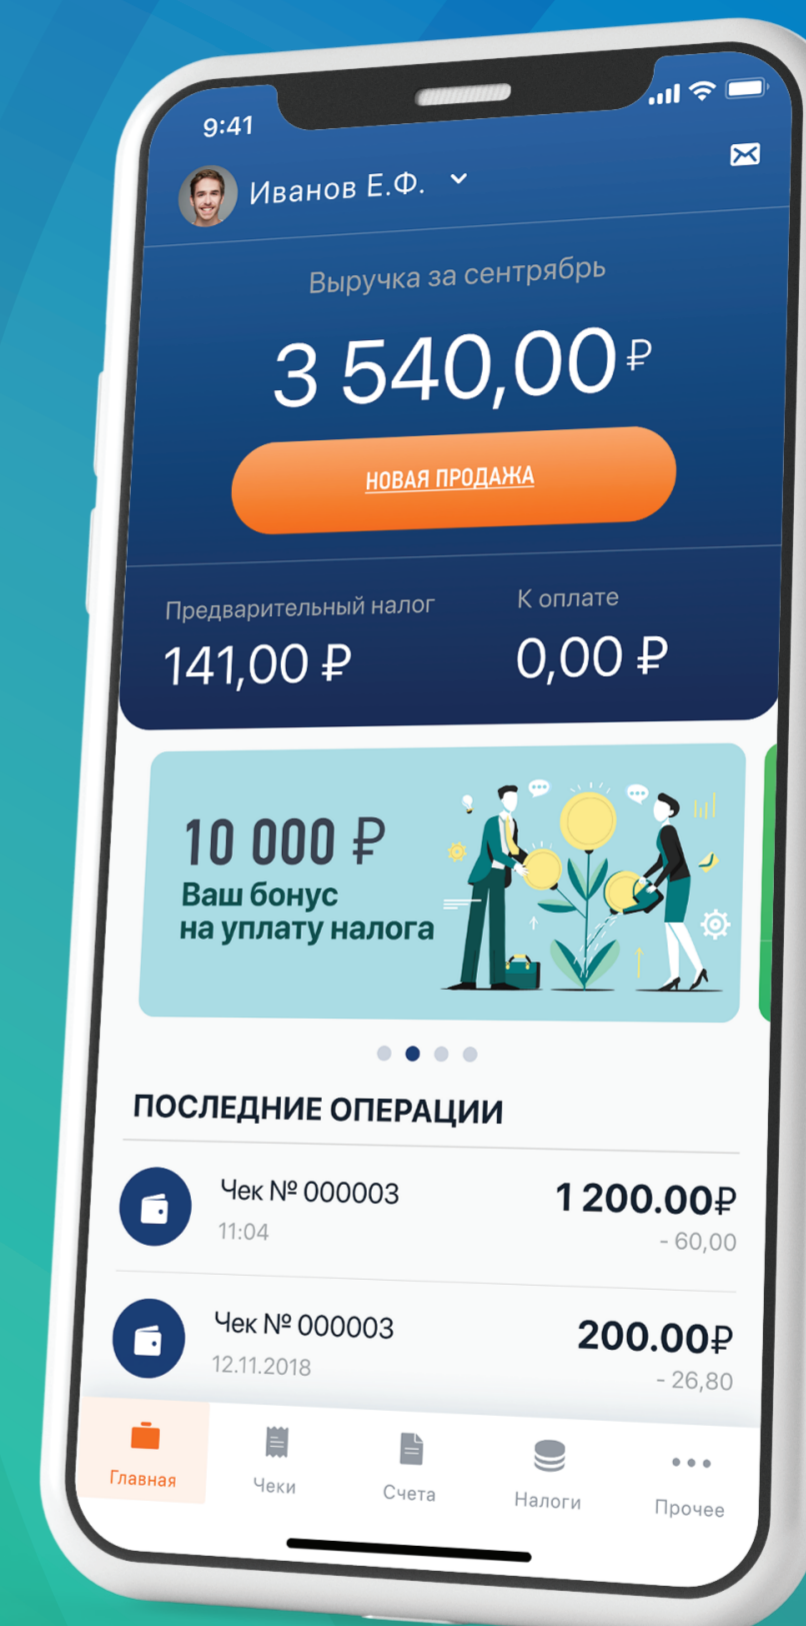 9:41
Иванов Е.Ф.
Выручка за сентрябрь
3 540,00 ₽
НОВАЯ ПРОДАЖА
Предварительный налог
К оплате
141,00 ₽
0,00 ₽
10 000 ₽
Ваш бонус
на уплату налога
ПОСЛЕДНИЕ ОПЕРАЦИИ
Чек № 000003
1 200.00₽
11:04
- 60,00
Чек № 000003
200.00₽
12.11.2018
- 26,80
Главная
Чеки
Счета
Налоги
Прочее